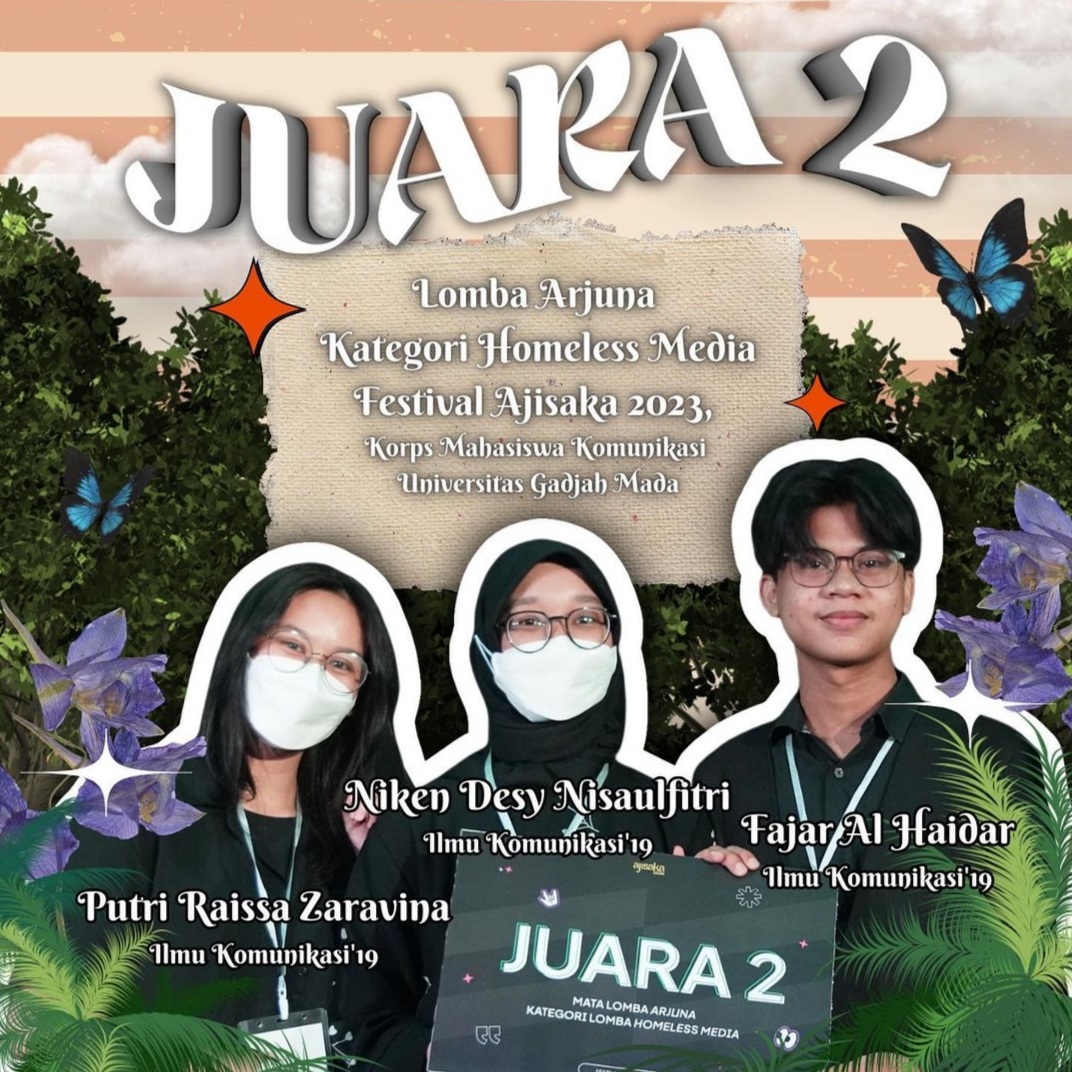 JUARA 2
Lomba Arjuna
Kategori Homeless Media
Festival Ajisaka 2023,
Korps Mahasiswa Komunikasi
Universitas Gadjah Mada
Niken Desy Nisaulfitri
Ilmu Komunikasi'19
Fajar Al Haidar
Ilmu Komunikasi'19
Putri Raissa Zaravina
Ilmu Komunikasi'19
ajisaka
JUARA 2
MATA LOMBA ARJUNA
KATEGORI LOMBA HOMELESS MEDIA